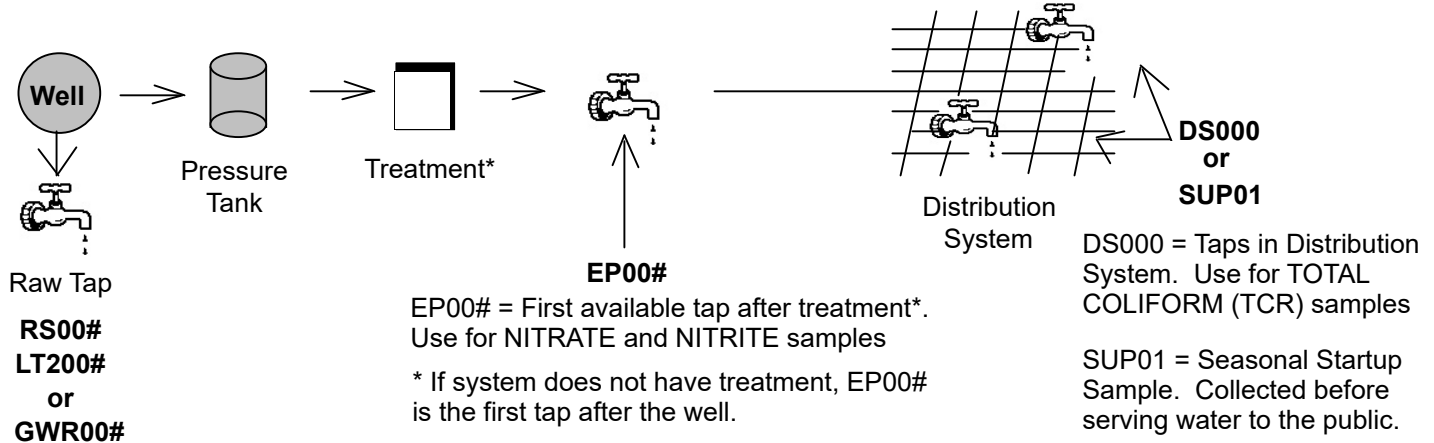 Well
Pressure
Tank
Treatment*
Raw Tap
RS00#
LT200#
or
GWR00#
EP00#
EP00# = First available tap after treatment*.
Use for NITRATE and NITRITE samples
* If system does not have treatment, EP00#
is the first tap after the well.
Distribution
System
DS000
or
SUP01
DS000 = Taps in Distribution
System.  Use for TOTAL
COLIFORM (TCR) samples
SUP01 = Seasonal Startup
Sample.  Collected before
serving water to the public.